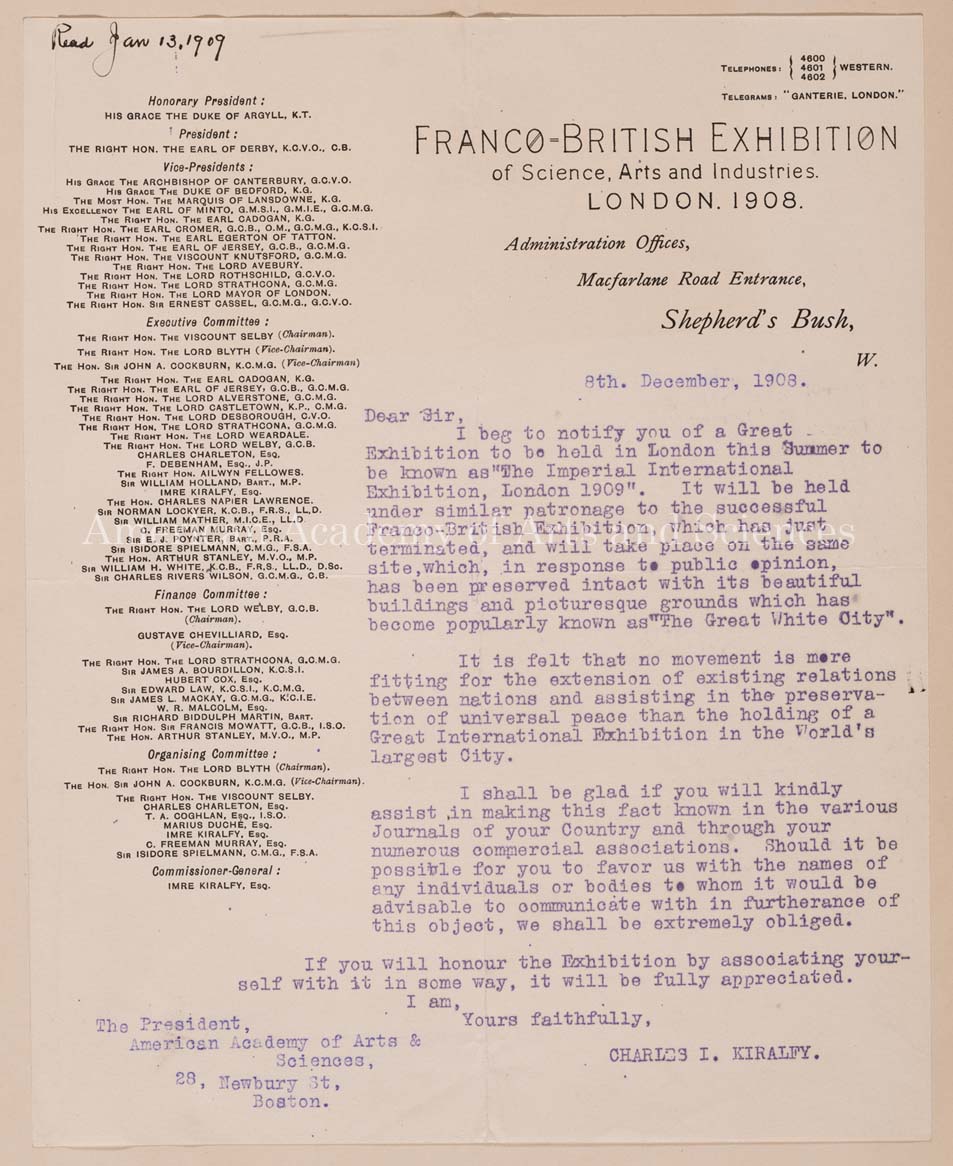 Read Jan 13, 1909
TELEPHONES: { 4600 4601 4602 } WESTERN.
TELEGRAMS: "GANTERIE, LONDON."
FRANCO-BRITISH EXHIBITION
of Science, Arts and Industries.
LONDON. 1908.
Administration Offices,
Macfarlane Road Entrance,
Shepherd's Bush,
W.
Honorary President:
HIS GRACE THE DUKE OF ARGYLL, K.T.
President:
THE RIGHT HON. THE EARL OF DERBY, K.C.V.O., C.B.
Vice-Presidents:
HIS GRACE THE ARCHBISHOP OF CANTERBURY, G.C.V.O.
HIS GRACE THE DUKE OF BEDFORD, K.G.
THE MOST HON. THE MARQUIS OF LANSDOWNE, K.G.
HIS EXCELLENCY THE EARL OF MINTO, G.M.S.I., G.M.I.E., G.C.M.G.
THE RIGHT HON. THE EARL CADOGAN, K.G.
THE RIGHT HON. THE EARL CROMER, G.C.B., O.M., G.C.M.G., K.C.S.I.
THE RIGHT HON. THE EARL EGERTON OF TATTON.
THE RIGHT HON. THE EARL OF JERSEY, G.C.B., G.C.M.G.
THE RIGHT HON. THE VISCOUNT KNUTSFORD, G.C.M.G.
THE RIGHT HON. THE LORD AVEBURY.
THE RIGHT HON. THE LORD ROTHSCHILD, G.C.V.O.
THE RIGHT HON. THE LORD STRATHCONA, G.C.M.G.
THE RIGHT HON. THE LORD MAYOR OF LONDON.
THE RIGHT HON. SIR ERNEST CASSEL, G.C.M.G., G.C.V.O.
Executive Committee:
THE RIGHT HON. THE VISCOUNT SELBY (Chairman).
THE RIGHT HON. THE LORD BLYTH (Vice-Chairman).
THE HON. SIR JOHN A. COCKBURN, K.C.M.G. (Vice-Chairman)
THE RIGHT HON. THE EARL CADOGAN, K.G.
THE RIGHT HON. THE EARL OF JERSEY, G.C.B., G.C.M.G.
THE RIGHT HON. THE LORD ALVERSTONE, G.C.M.G.
THE RIGHT HON. THE LORD CASTLETOWN, K.P., C.M.G.
THE RIGHT HON. THE LORD DESBOROUGH, C.V.O.
THE RIGHT HON. THE LORD STRATHCONA, G.C.M.G.
THE RIGHT HON. THE LORD WEARDALE.
THE RIGHT HON. THE LORD WELBY, G.C.B.
CHARLES CHARLETON, ESQ.
F. DEBENHAM, ESQ., J.P.
THE RIGHT HON. AILWYN FELLOWES.
SIR WILLIAM HOLLAND, BART., M.P.
IMRE KIRALFY, ESQ.
THE HON. CHARLES NAPIER LAWRENCE.
SIR NORMAN LOCKYER, K.C.B., F.R.S., LL.D.
SIR WILLIAM MATHER, M.I.C.E., LL.D.
C. FREEMAN MURRAY, ESQ.
SIR E. J. POYNTER, BART., P.R.A.
SIR ISIDORE SPIELMANN, C.M.G., F.S.A.
THE HON. ARTHUR STANLEY, M.V.O., M.P.
SIR WILLIAM H. WHITE, K.C.B., F.R.S., LL.D., D.Sc.
SIR CHARLES RIVERS WILSON, G.C.M.G., C.B.
Finance Committee:
THE RIGHT HON. THE LORD WELBY, G.C.B.
(Chairman).
GUSTAVE CHEVILLIARD, ESQ.
(Vice-Chairman).
THE RIGHT HON. THE LORD STRATHCONA, G.C.M.G.
SIR JAMES A. BOURDILLON, K.C.S.I.
HUBERT COX, ESQ.
SIR EDWARD LAW, K.C.S.I., K.C.M.G.
SIR JAMES L. MACKAY, G.C.M.G., K.C.I.E.
W. R. MALCOLM, ESQ.
SIR RICHARD BIDDULPH MARTIN, BART.
THE RIGHT HON. SIR FRANCIS MOWATT, G.C.B., I.S.O.
THE HON. ARTHUR STANLEY, M.V.O., M.P.
Organising Committee:
THE RIGHT HON. THE LORD BLYTH (Chairman).
THE HON. SIR JOHN A. COCKBURN, K.C.M.G. (Vice-Chairman).
THE RIGHT HON. THE VISCOUNT SELBY.
CHARLES CHARLETON, ESQ.
T. A. COGHLAN, ESQ., I.S.O.
MARIUS DUCHÉ, ESQ.
IMRE KIRALFY, ESQ.
C. FREEMAN MURRAY, ESQ.
SIR ISIDORE SPIELMANN, C.M.G., F.S.A.
Commissioner-General:
IMRE KIRALFY, ESQ.
8th. December, 1908.
Dear Sir,
I beg to notify you of a Great
Exhibition to be held in London this Summer to
be known as"The Imperial International
Exhibition, London 1909". It will be held
under similar patronage to the successful
Franco-British Exhibition, which has just
terminated, and will take place on the same
site,which, in response to public opinion,
has been preserved intact with its beautiful
buildings and picturesque grounds which has
become popularly known as"The Great White City".
It is felt that no movement is more
fitting for the extension of existing relations
between nations and assisting in the preserva-
tion of universal peace than the holding of a
Great International Exhibition in the World's
largest City.
I shall be glad if you will kindly
assist in making this fact known in the various
Journals of your Country and through your
numerous commercial associations. Should it be
possible for you to favor us with the names of
any individuals or bodies to whom it would be
advisable to communicate with in furtherance of
this object, we shall be extremely obliged.
If you will honour the Exhibition by associating your-
self with it in some way, it will be fully appreciated.
I am,
Yours faithfully,
CHARLES I. KIRALFY.
The President,
American Academy of Arts &
Sciences,
28, Newbury St,
Boston.
American Academy of Arts and Sciences